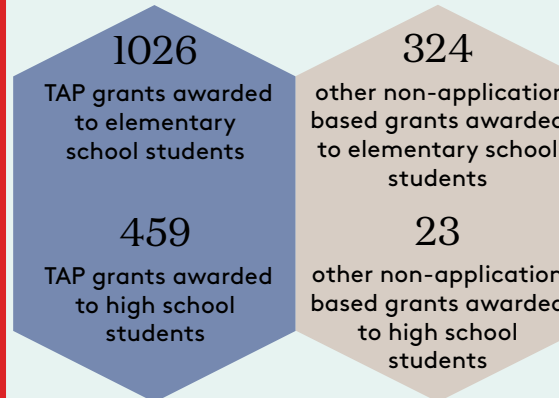 1026
TAP grants awarded
to elementary
school students
459
TAP grants awarded
to high school
students
324
other non-application
based grants awarded
to elementary school
students
23
other non-application
based grants awarded
to high school
students